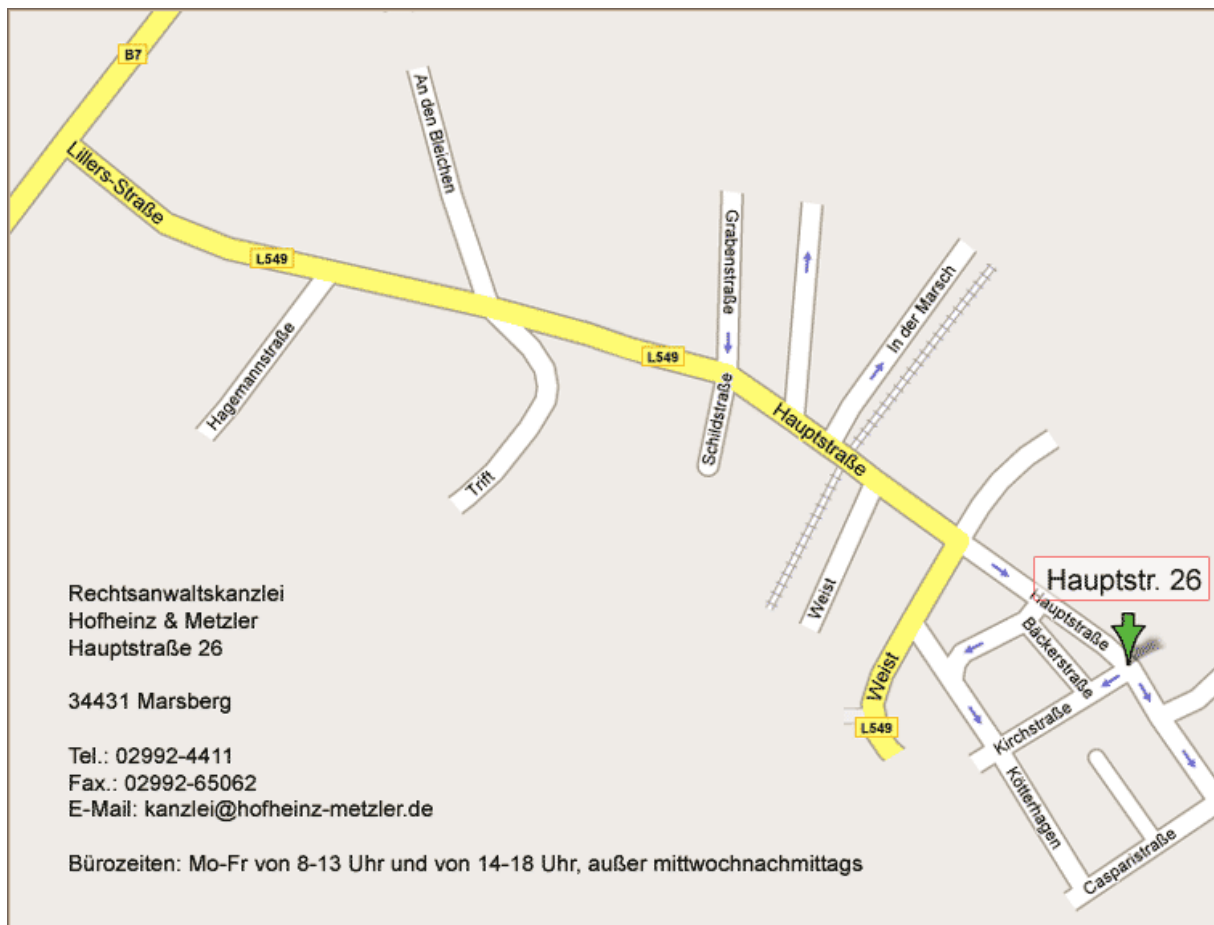 B7
Lillers-Straße
An den Bleichen
L549
Grabenstraße
In der Marsch
Hagemannstraße
L549
Schildstraße
Hauptstraße
Trift
Weist
Hauptstr. 26
Hauptstraße
Bäckerstraße
Weist
L549
Kirchstraße
Kötterhagen
Casparistraße
Rechtsanwaltskanzlei
Hofheinz & Metzler
Hauptstraße 26
34431 Marsberg
Tel.: 02992-4411
Fax.: 02992-65062
E-Mail: kanzlei@hofheinz-metzler.de
Bürozeiten: Mo-Fr von 8-13 Uhr und von 14-18 Uhr, außer mittwochnachmittags